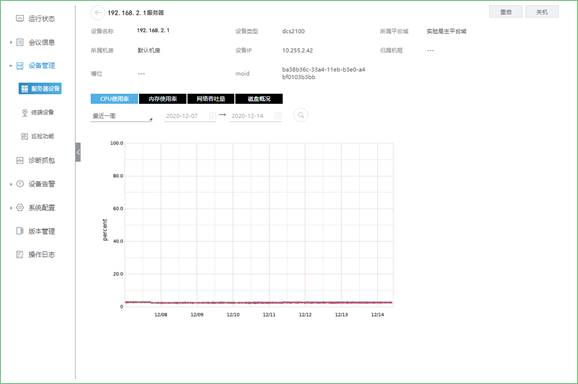 运行状态
会议信息
设备管理
服务器设备
终端设备
巡检功能
诊断抓包
设备告警
系统配置
版本管理
操作日志
192. 168. 2. 1服务器
重启
关机
设备名称 192. 168. 2. 1 设备类型 dcs2100 所属平台域 实验是主平台域
所属机房 默认机房 设备IP 10.255.2.42 归属机框 ---
槽位 --- moid ba38b36c-33a4-11eb-b3e0-a4
bf0103b3bb
CPU使用率 内存使用率 网络吞吐量 磁盘概况
最近一周 2020-12-07 2020-12-14
percent
100.0
80.0
60.0
40.0
20.0
0
12/08 12/09 12/10 12/11 12/12 12/13 12/14